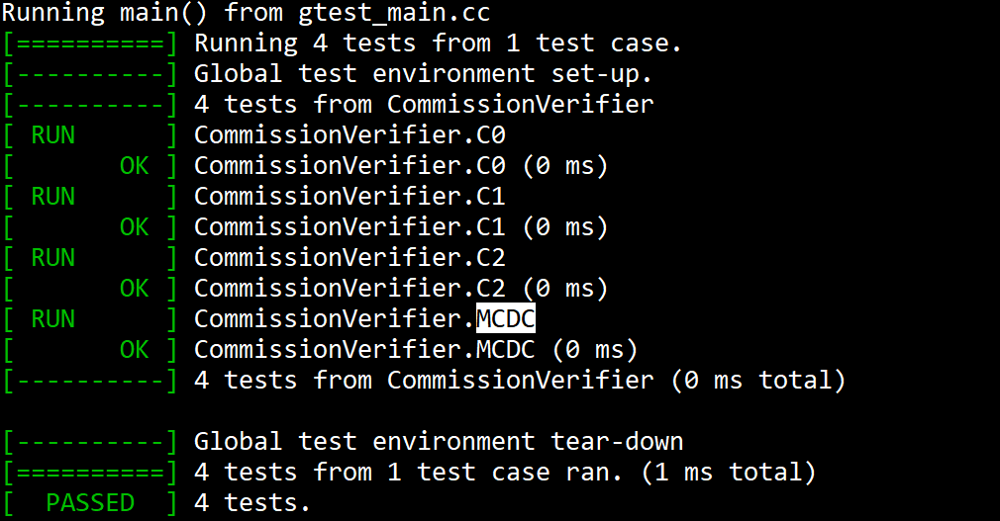 Running main() from gtest_main.cc
[==========] Running 4 tests from 1 test case.
[----------] Global test environment set-up.
[----------] 4 tests from CommissionVerifier
[ RUN      ] CommissionVerifier.C0
[       OK ] CommissionVerifier.C0 (0 ms)
[ RUN      ] CommissionVerifier.C1
[       OK ] CommissionVerifier.C1 (0 ms)
[ RUN      ] CommissionVerifier.C2
[       OK ] CommissionVerifier.C2 (0 ms)
[ RUN      ] CommissionVerifier.MCDC
[       OK ] CommissionVerifier.MCDC (0 ms)
[----------] 4 tests from CommissionVerifier (0 ms total)
[----------] Global test environment tear-down
[==========] 4 tests from 1 test case ran. (1 ms total)
[  PASSED  ] 4 tests.